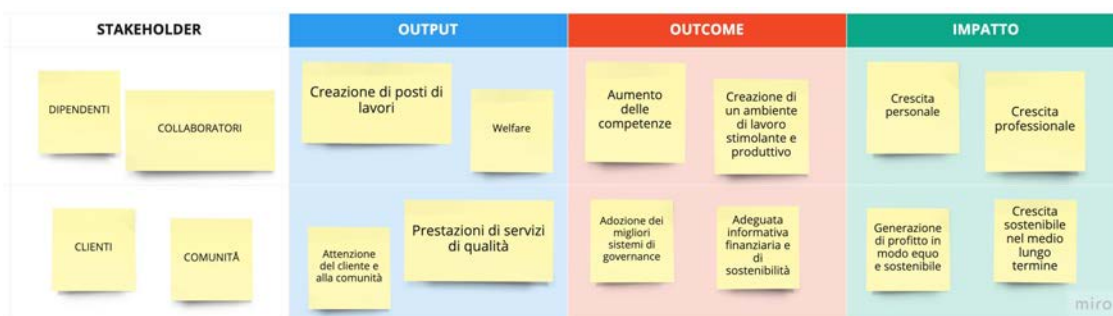 STAKEHOLDER
OUTPUT
OUTCOME
IMPATTO
DIPENDENTI
COLLABORATORI
Creazione di posti di
lavori
Welfare
Aumento
delle
competenze
Creazione di
un ambiente
di lavoro
stimolante e
produttivo
Crescita
personale
Crescita
professionale
CLIENTI
COMUNITÀ
Attenzione
del cliente e
alla comunità
Prestazioni di servizi
di qualità
Adozione dei
migliori
sistemi di
governance
Adeguata
informativa
finanziaria e
di
sostenibilità
Generazione
di profitto in
modo equo
e sostenibile
Crescita
sostenibile
nel medio
lungo
termine
miro